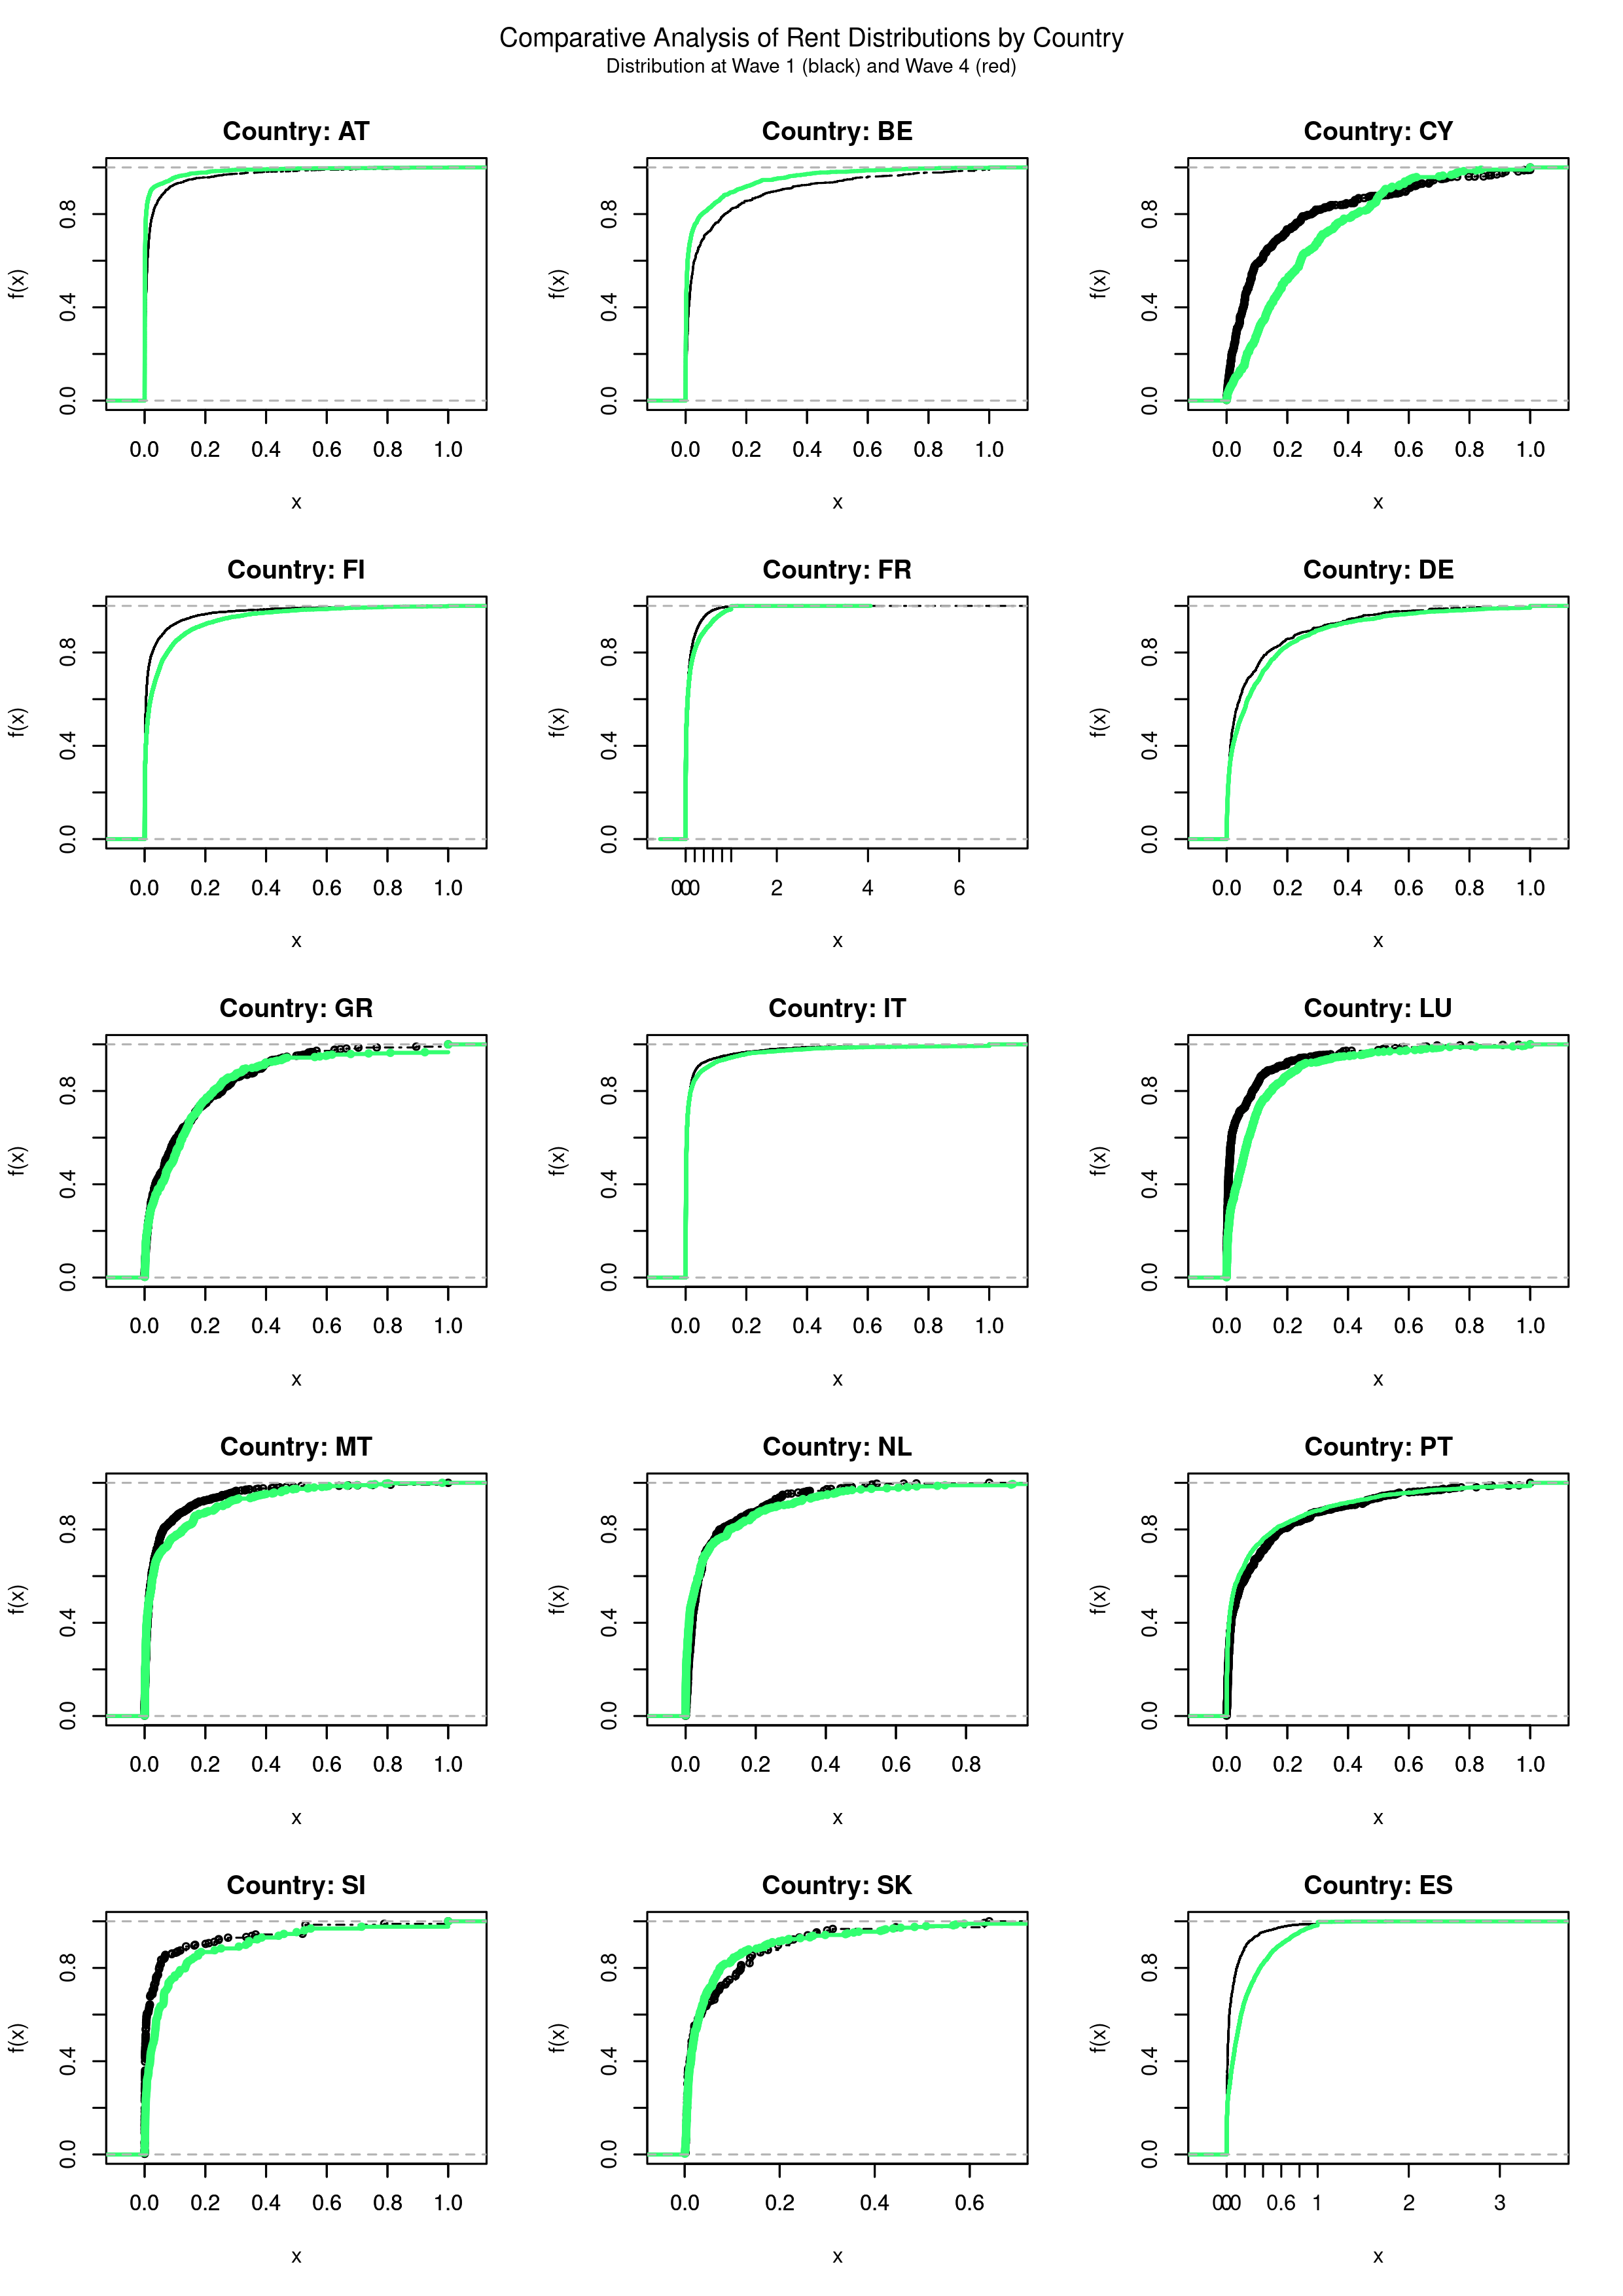 Comparative Analysis of Rent Distributions by Country
Distribution at Wave 1 (black) and Wave 4 (red)
Country: AT
f(x)
0.0 0.4 0.8
0.0 0.2 0.4 0.6 0.8 1.0
x
Country: BE
f(x)
0.0 0.4 0.8
0.0 0.2 0.4 0.6 0.8 1.0
x
Country: CY
f(x)
0.0 0.4 0.8
0.0 0.2 0.4 0.6 0.8 1.0
x
Country: FI
f(x)
0.0 0.4 0.8
0.0 0.2 0.4 0.6 0.8 1.0
x
Country: FR
f(x)
0.0 0.4 0.8
0 0.0 2 4 6
x
Country: DE
f(x)
0.0 0.4 0.8
0.0 0.2 0.4 0.6 0.8 1.0
x
Country: GR
f(x)
0.0 0.4 0.8
0.0 0.2 0.4 0.6 0.8 1.0
x
Country: IT
f(x)
0.0 0.4 0.8
0.0 0.2 0.4 0.6 0.8 1.0
x
Country: LU
f(x)
0.0 0.4 0.8
0.0 0.2 0.4 0.6 0.8 1.0
x
Country: MT
f(x)
0.0 0.4 0.8
0.0 0.2 0.4 0.6 0.8 1.0
x
Country: NL
f(x)
0.0 0.4 0.8
0.0 0.2 0.4 0.6 0.8
x
Country: PT
f(x)
0.0 0.4 0.8
0.0 0.2 0.4 0.6 0.8 1.0
x
Country: SI
f(x)
0.0 0.4 0.8
0.0 0.2 0.4 0.6 0.8 1.0
x
Country: SK
f(x)
0.0 0.4 0.8
0.0 0.2 0.4 0.6
x
Country: ES
f(x)
0.0 0.4 0.8
0 0.0 0.6 1 2 3
x